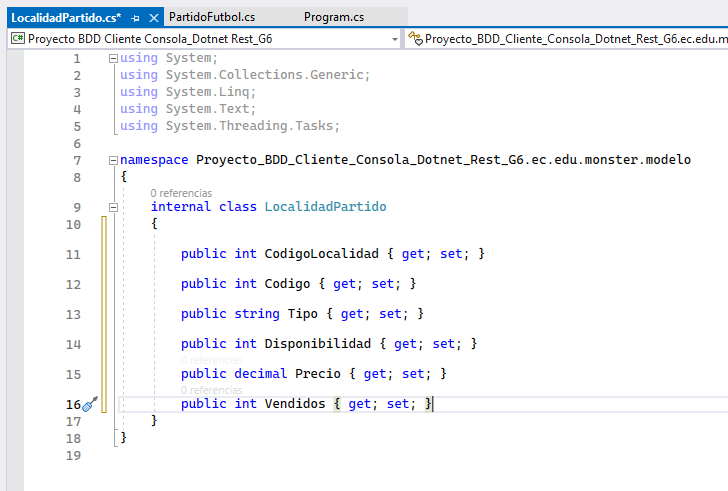 LocalidadPartido.cs*
PartidoFutbol.cs
Program.cs
C# Proyecto BDD Cliente Consola_Dotnet Rest_G6
Proyecto_BDD_Cliente_Consola_Dotnet_Rest_G6.ec.edu.m
1 using System;
2 using System.Collections.Generic;
3 using System.Linq;
4 using System.Text;
5 using System.Threading.Tasks;
6
7 namespace Proyecto_BDD_Cliente_Consola_Dotnet_Rest_G6.ec.edu.monster.modelo
8 {
0 referencias
9 internal class LocalidadPartido
10 {
11 public int CodigoLocalidad { get; set; }
12 public int Codigo { get; set; }
13 public string Tipo { get; set; }
14 public int Disponibilidad { get; set; }
0 referencias
15 public decimal Precio { get; set; }
0 referencias
16 public int Vendidos { get; set; }
17 }
18 }
19